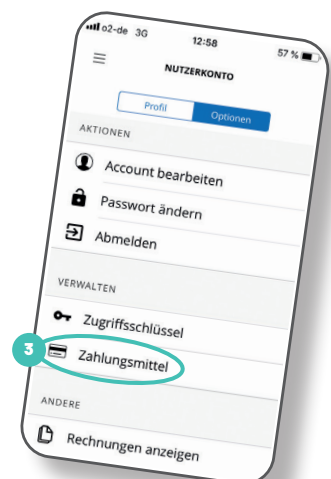 o2-de 3G 12:58 57 %
NUTZERKONTO
Profil Optionen
AKTIONEN
Account bearbeiten
Passwort ändern
Abmelden
VERWALTEN
Zugriffsschlüssel
3 Zahlungsmittel
ANDERE
Rechnungen anzeigen